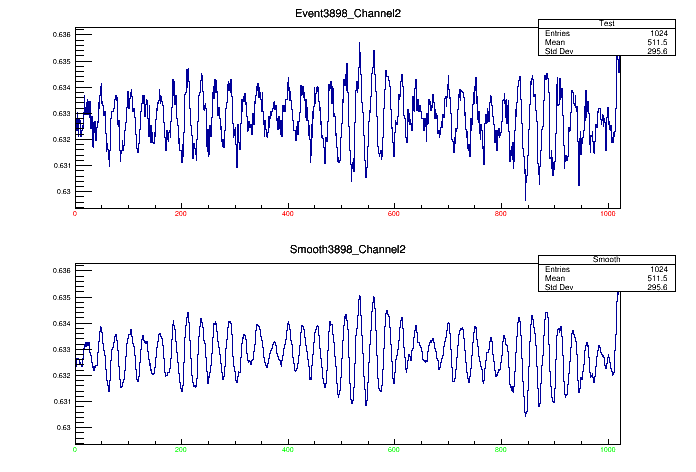 Event3898_Channel2
Test
Entries 1024
Mean 511.5
Std Dev 295.6
0.636
0.635
0.634
0.633
0.632
0.631
0.63
0 200 400 600 800 1000
Smooth3898_Channel2
Smooth
Entries 1024
Mean 511.5
Std Dev 295.6
0.636
0.635
0.634
0.633
0.632
0.631
0.63
0 200 400 600 800 1000